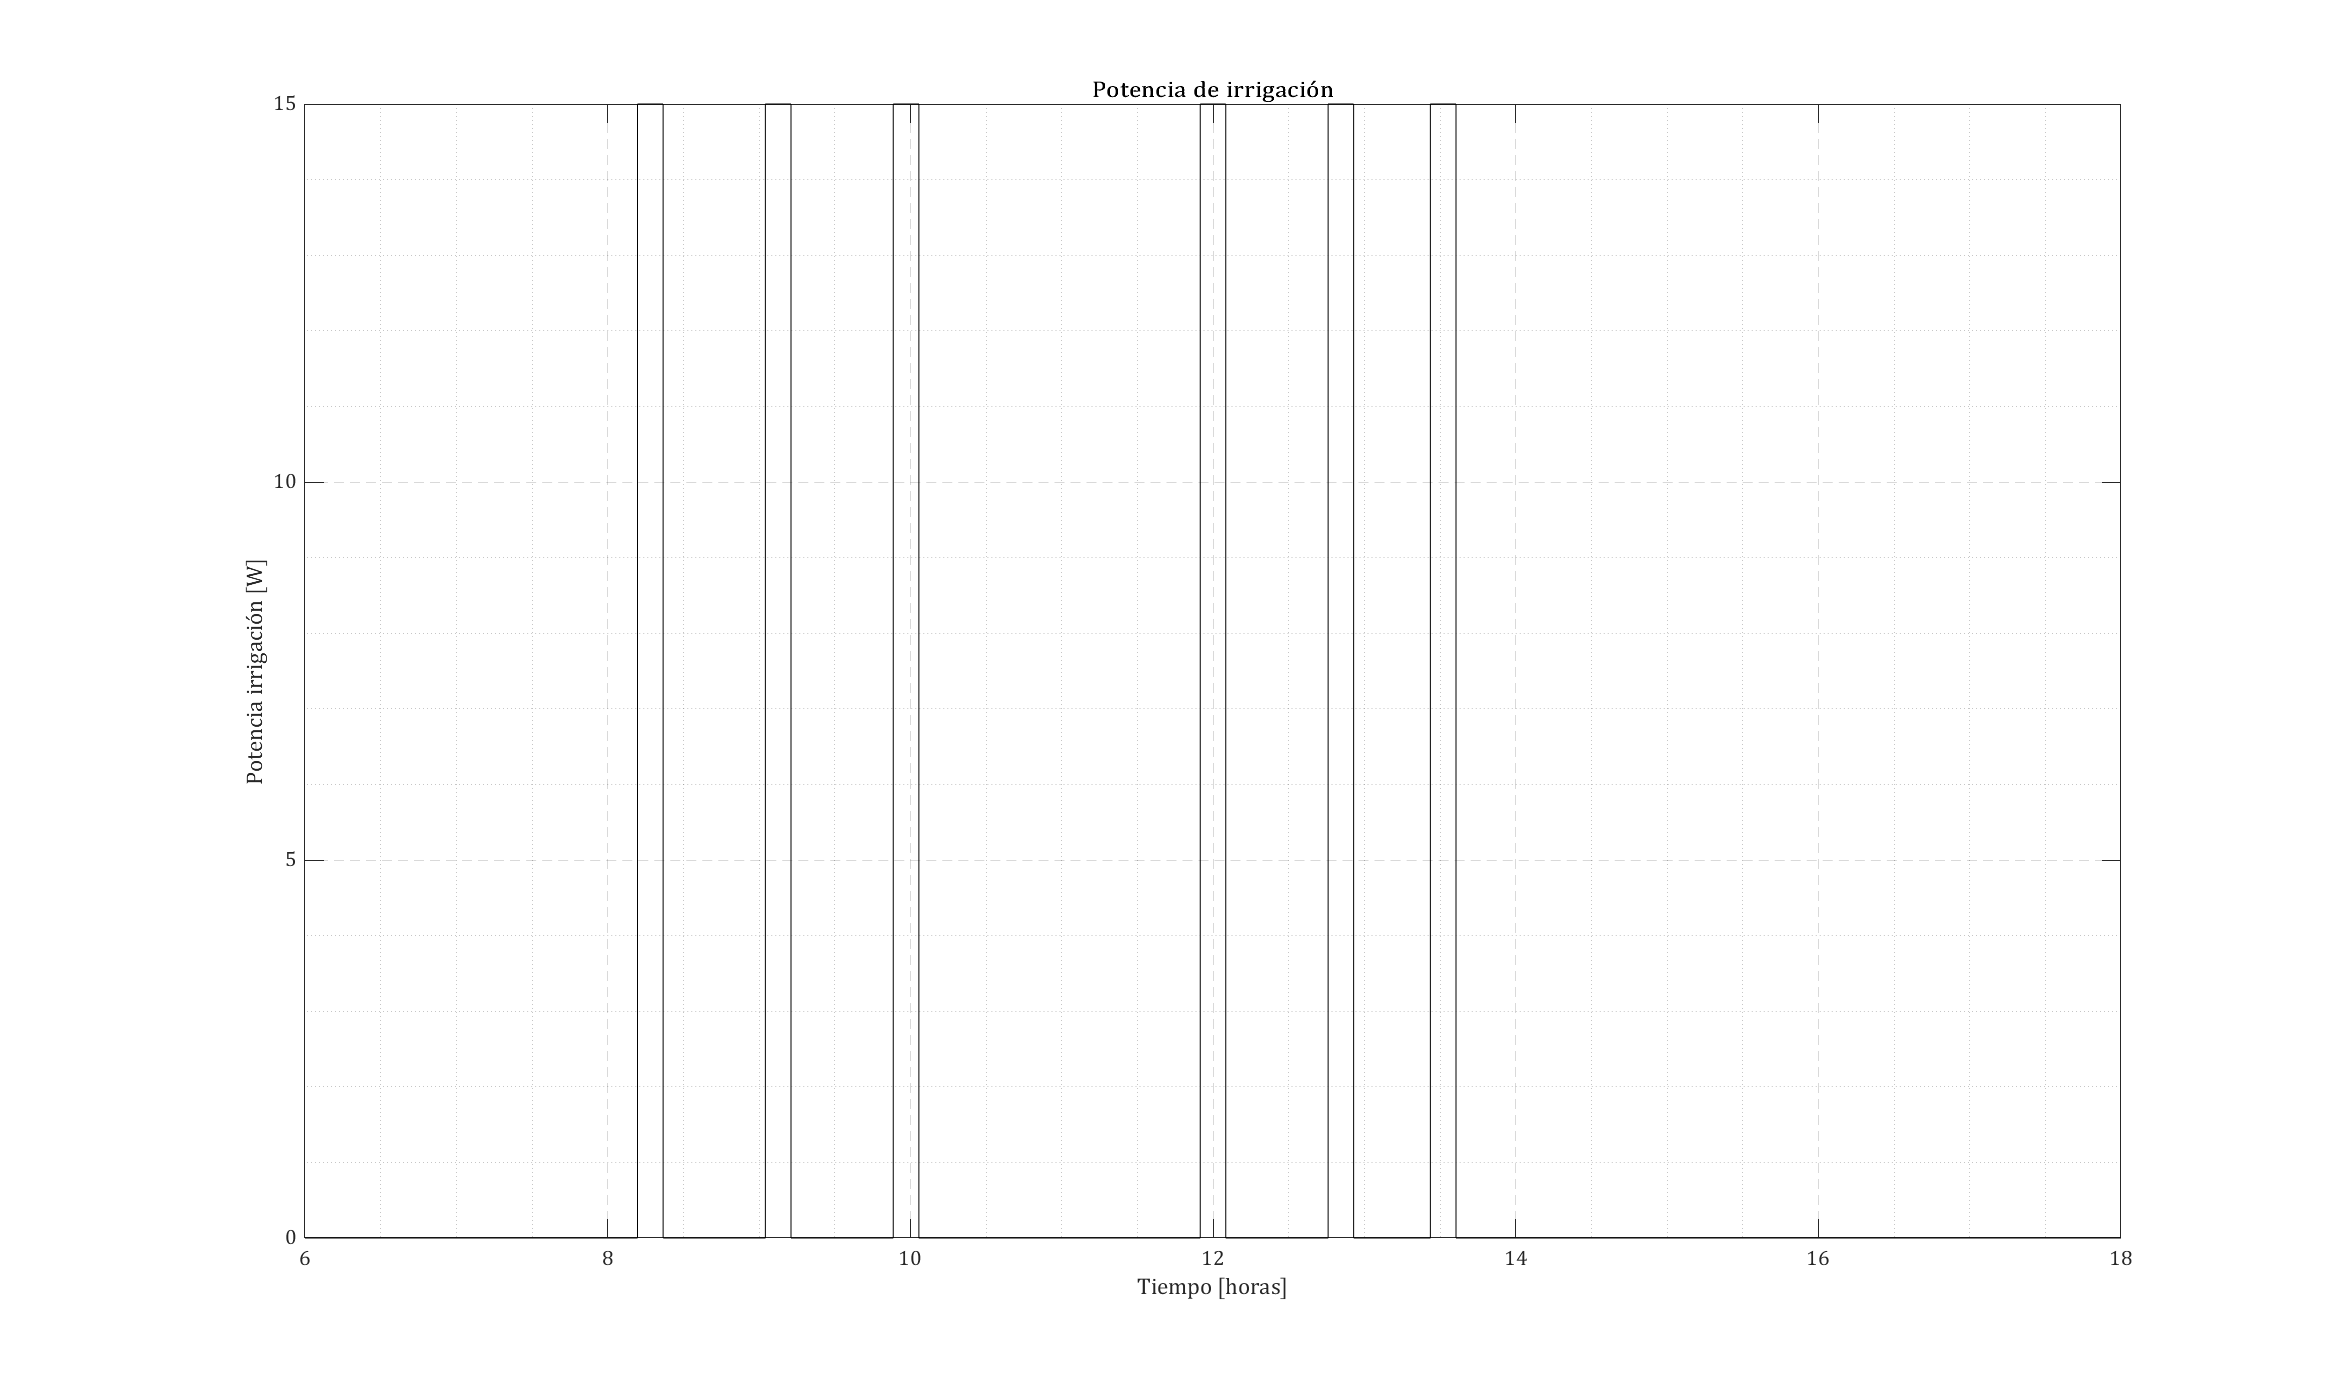 Potencia de irrigación
15
10
5
0
Potencia irrigación [W]
6 8 10 12 14 16 18
Tiempo [horas]